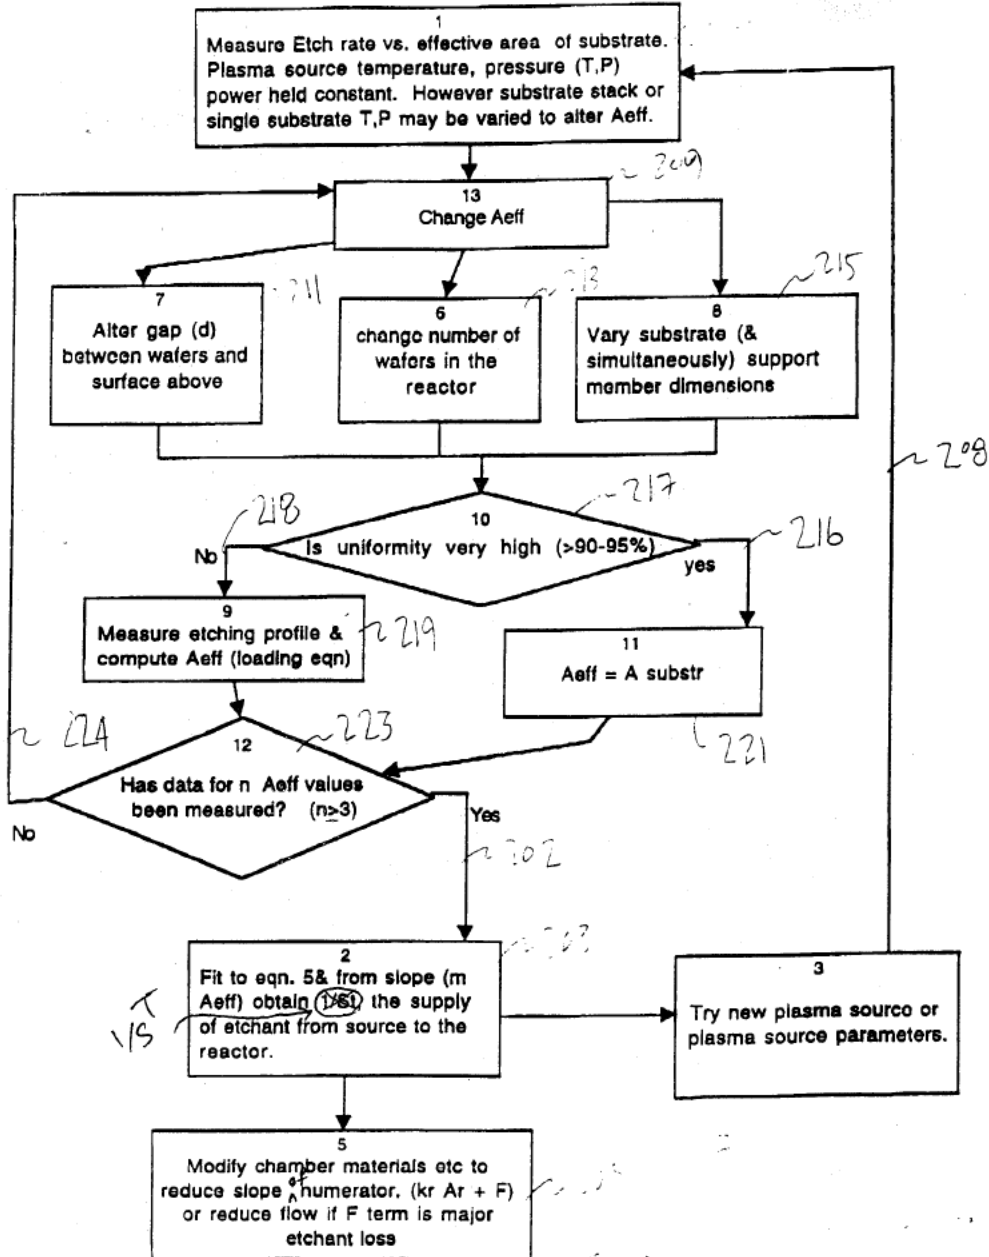 1
Measure Etch rate vs. effective area of substrate.
Plasma source temperature, pressure (T,P)
power held constant. However substrate stack or
single substrate T,P may be varied to alter Aeff.
209
13
Change Aeff
211
7
Alter gap (d)
between wafers and
surface above
213
6
change number of
wafers in the
reactor
215
8
Vary substrate (&
simultaneously) support
member dimensions
208
218
217
10
Is uniformity very high (>90-95%)
216
No
yes
9
Measure etching profile &
compute Aeff (loading eqn)
219
11
Aeff = A substr
221
224
223
12
Has data for n Aeff values
been measured? (n≥3)
No
Yes
202
203
2
Fit to eqn. 5& from slope (m
Aeff) obtain the supply
of etchant from source to the
reactor.
1/S
3
Try new plasma source or
plasma source parameters.
5
Modify chamber materials etc to
reduce slope of numerator. (kr Ar + F)
or reduce flow if F term is major
etchant loss